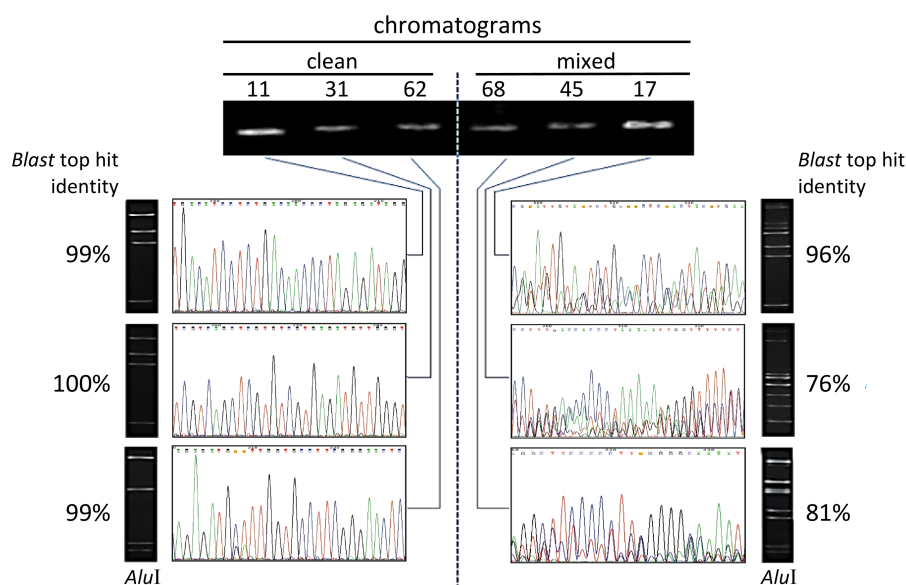 chromatograms
clean
mixed
11 31 62 68 45 17
Blast top hit
identity
Blast top hit
identity
99%
96%
100%
76%
99%
81%
AluI
AluI